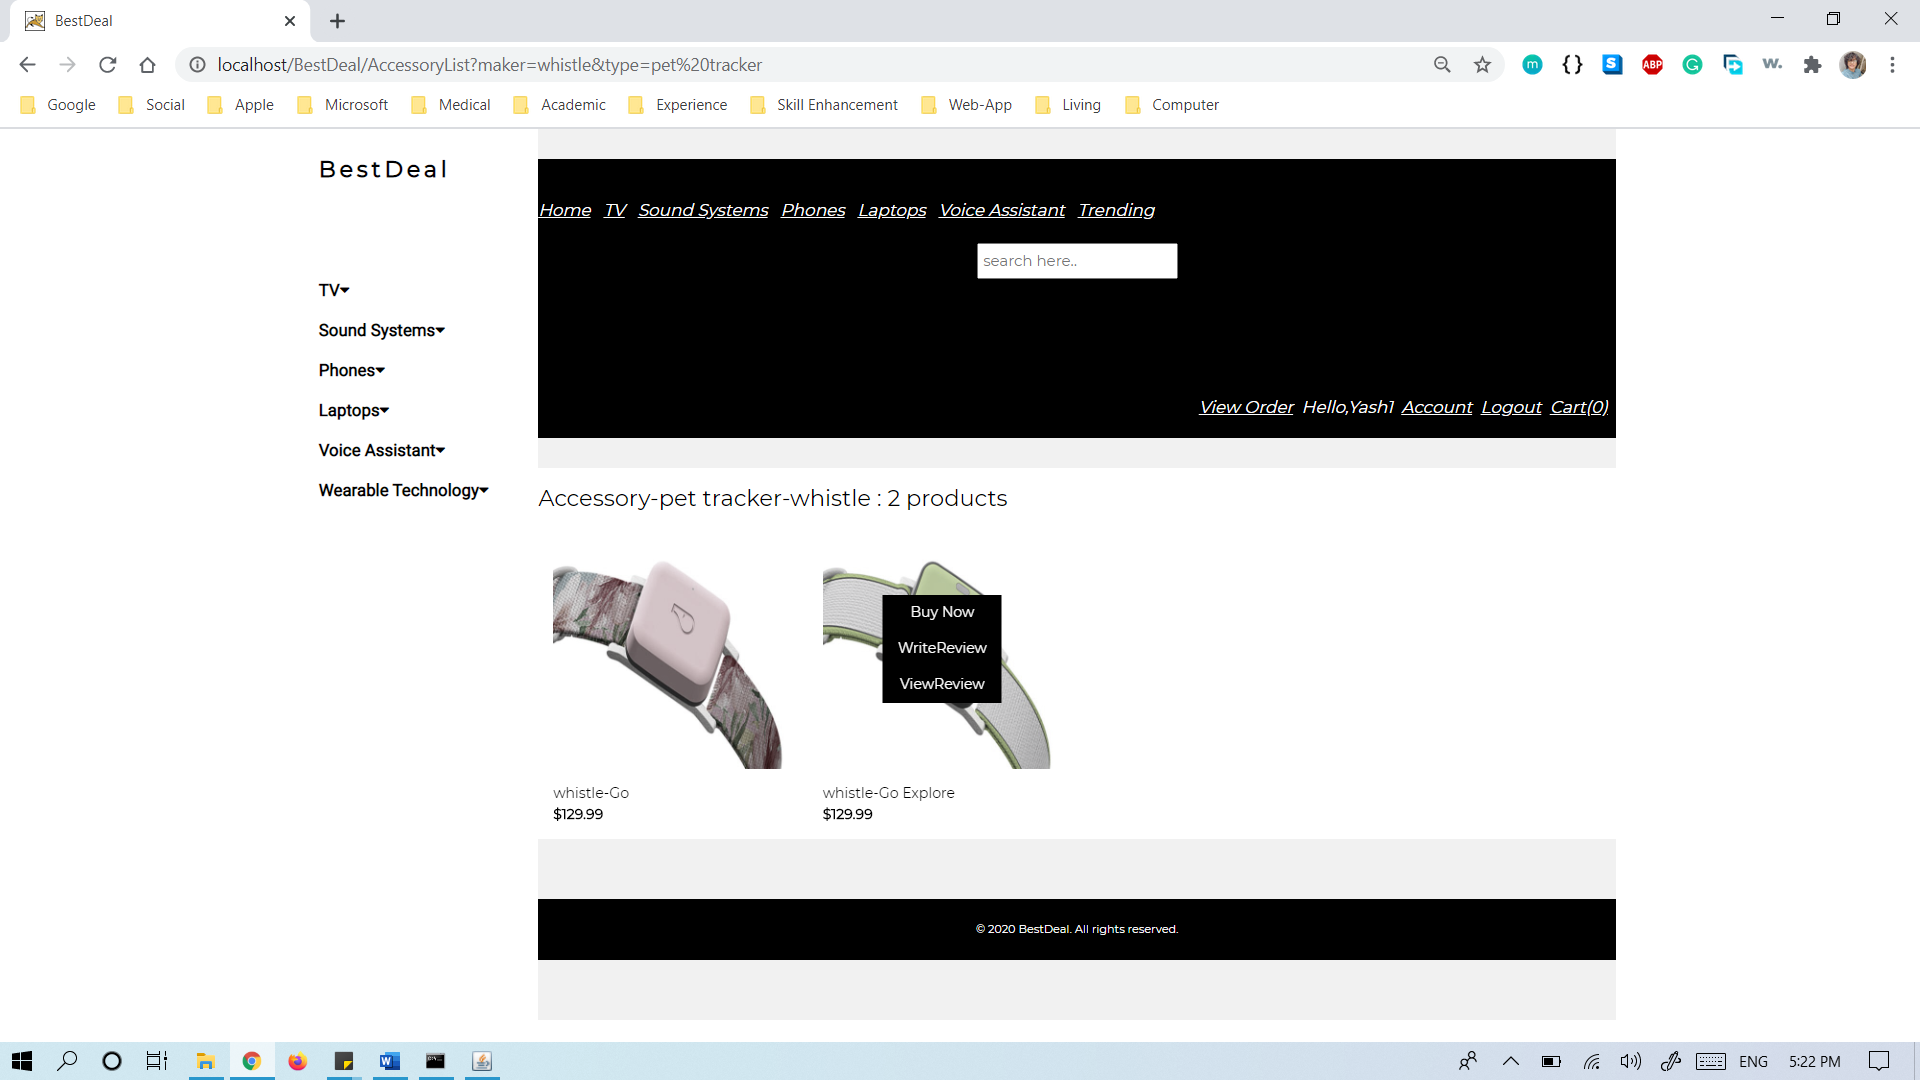 BestDeal
localhost/BestDeal/AccessoryList?maker=whistle&type=pet%20tracker
Google Social Apple Microsoft Medical Academic Experience Skill Enhancement Web-App Living Computer
BestDeal
TV
Sound Systems
Phones
Laptops
Voice Assistant
Wearable Technology
Home TV Sound Systems Phones Laptops Voice Assistant Trending
search here..
View Order Hello,Yash1 Account Logout Cart(0)
Accessory-pet tracker-whistle : 2 products
Buy Now
WriteReview
ViewReview
whistle-Go
$129.99
whistle-Go Explore
$129.99
© 2020 BestDeal. All rights reserved.
ENG 5:22 PM